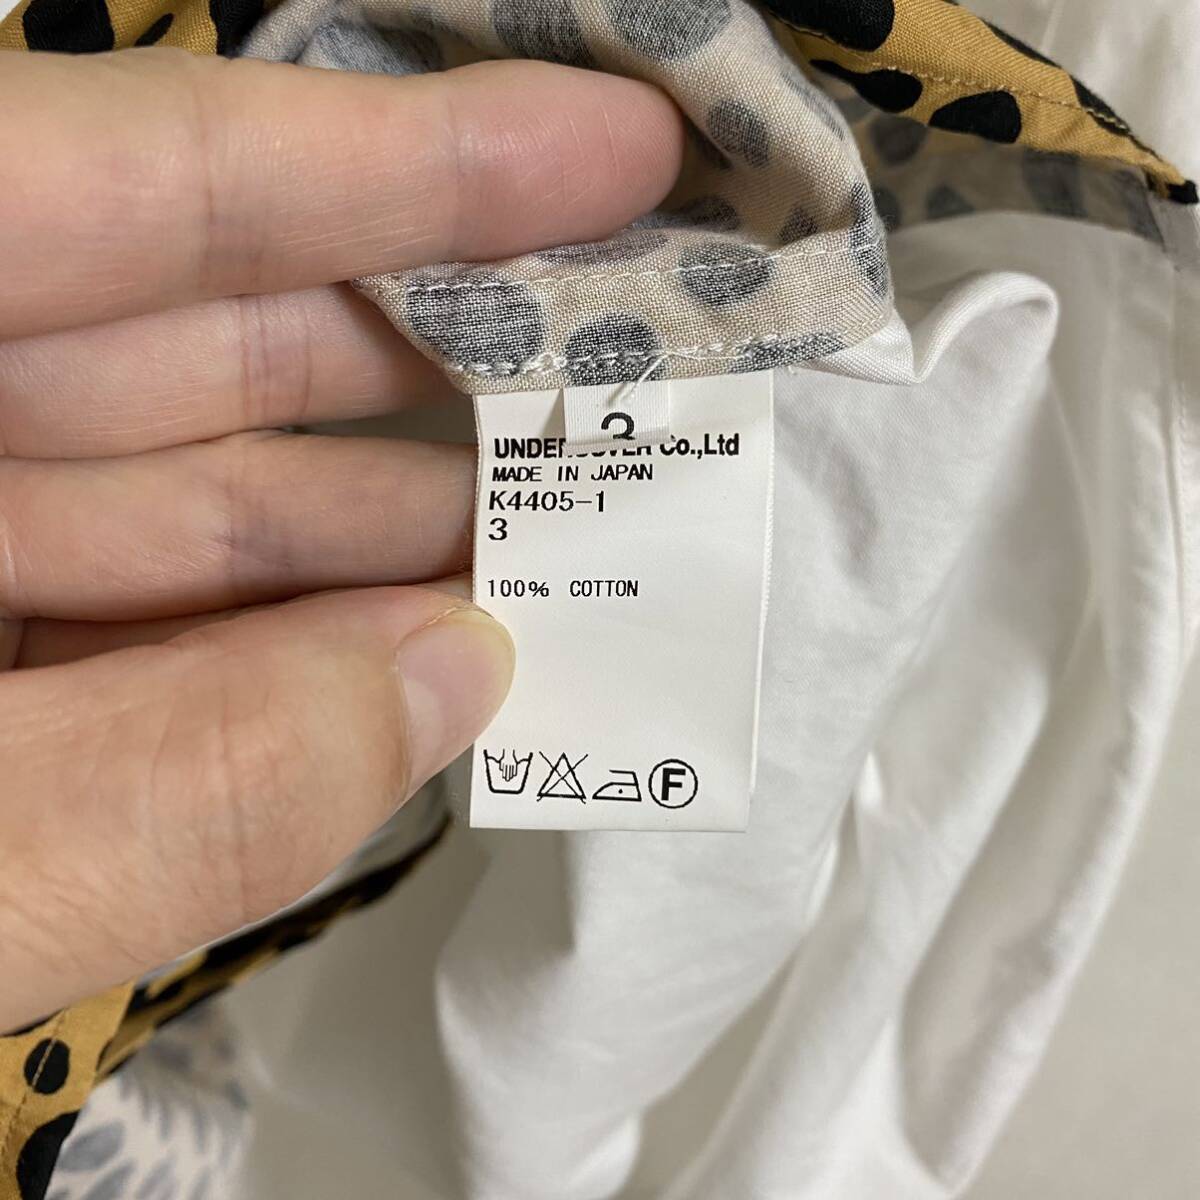 3
UNDERCOVER Co.,Ltd
MADE IN JAPAN
K4405-1
3
100% COTTON
F